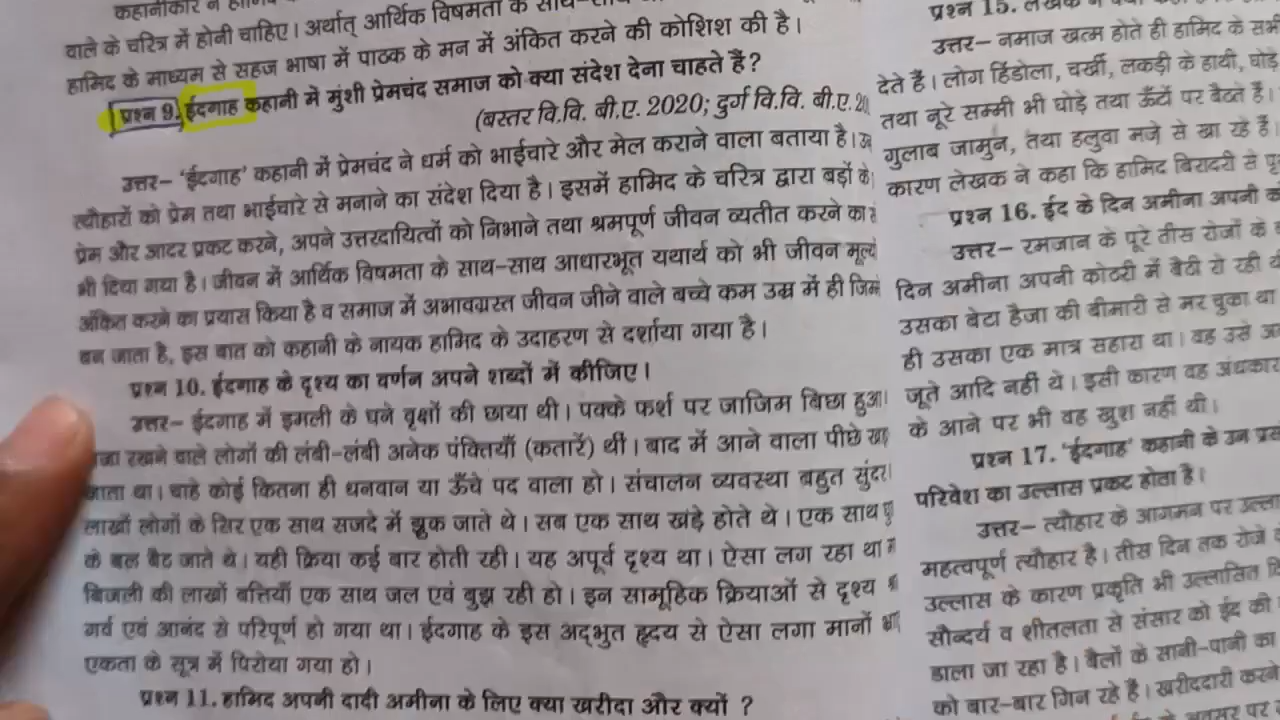 कहानीकार ने
वाले के चरित्र में होनी चाहिए। अर्थात् आर्थिक विषमता के साथ-साथ
हामिद के माध्यम से सहज भाषा में पाठक के मन में अंकित करने की कोशिश की है।
प्रश्न 9. ईदगाह कहानी में मुंशी प्रेमचंद समाज को क्या संदेश देना चाहते हैं?
(बस्तर वि.वि. बी.ए. 2020; दुर्ग वि.वि. बी.ए.
उत्तर– 'ईदगाह' कहानी में प्रेमचंद ने धर्म को भाईचारे और मेल कराने वाला बताया है।
त्यौहारों को प्रेम तथा भाईचारे से मनाने का संदेश दिया है। इसमें हामिद के चरित्र द्वारा बड़ों के
प्रेम और आदर प्रकट करने, अपने उत्तरदायित्वों को निभाने तथा श्रमपूर्ण जीवन व्यतीत करने का
भी दिया गया है। जीवन में आर्थिक विषमता के साथ-साथ आधारभूत यथार्थ को भी जीवन मूल्य
अंकित करने का प्रयास किया है व समाज में अभावग्रस्त जीवन जीने वाले बच्चे कम उम्र में ही
बन जाता है, इस बात को कहानी के नायक हामिद के उदाहरण से दर्शाया गया है।
प्रश्न 10. ईदगाह के दृश्य का वर्णन अपने शब्दों में कीजिए।
उत्तर– ईदगाह में इमली के घने वृक्षों की छाया थी। पक्के फर्श पर जाजिम बिछा हुआ
रखने वाले लोगों की लंबी-लंबी अनेक पंक्तियाँ (कतारें) थीं। बाद में आने वाला पीछे
जाता था। चाहे कोई कितना ही धनवान या ऊँचे पद वाला हो। संचालन व्यवस्था बहुत सुंदर
लाखों लोगों के सिर एक साथ सजदे में झुक जाते थे। सब एक साथ खड़े होते थे। एक साथ
के बल बैठ जाते थे। यही क्रिया कई बार होती रही। यह अपूर्व दृश्य था। ऐसा लग रहा था
बिजली की लाखों बत्तियाँ एक साथ जल एवं बुझ रही हो। इन सामूहिक क्रियाओं से दृश्य
गर्व एवं आनंद से परिपूर्ण हो गया था। ईदगाह के इस अद्भुत हृदय से ऐसा लगा मानों
एकता के सूत्र में पिरोया गया हो।
प्रश्न 11. हामिद अपनी दादी अमीना के लिए क्या खरीदा और क्यों ?
प्रश्न 15.
उत्तर– नमाज खत्म होते ही हामिद के सभी
देते हैं। लोग हिंडोला, चर्खी, लकड़ी के हाथी, घोड़े
तथा नूरे सम्मी भी घोड़े तथा ऊँटों पर बैठते हैं।
गुलाब जामुन, तथा हलुवा मजे से खा रहे हैं।
कारण लेखक ने कहा कि हामिद बिरादरी से
प्रश्न 16. ईद के दिन अमीना अपनी
उत्तर– रमजान के पूरे तीस रोजों के
दिन अमीना अपनी कोठरी में बैठी रो रही
उसका बेटा हैजा की बीमारी से मर चुका था
ही उसका एक मात्र सहारा था। वह उसे
जूते आदि नहीं थे। इसी कारण वह अंधकार
के आने पर भी वह खुश नहीं थी।
प्रश्न 17. 'ईदगाह' कहानी के उन
परिवेश का उल्लास प्रकट होता है।
उत्तर– त्यौहार के आगमन पर
महत्वपूर्ण त्यौहार है। तीस दिन तक रोजे
उल्लास के कारण प्रकृति भी उल्लासित
सौन्दर्य व शीतलता से संसार को ईद की
डाला जा रहा है। बैलों के सानी-पानी का
को बार-बार गिन रहे हैं। खरीददारी करने
पर